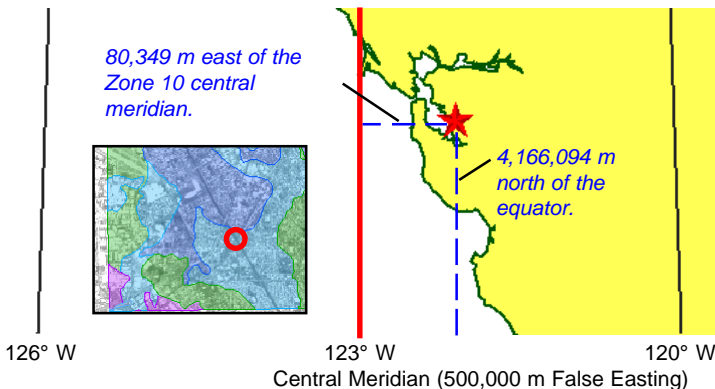 80,349 m east of the
Zone 10 central
meridian.
4,166,094 m
north of the
equator.
126° W
123° W
120° W
Central Meridian (500,000 m False Easting)